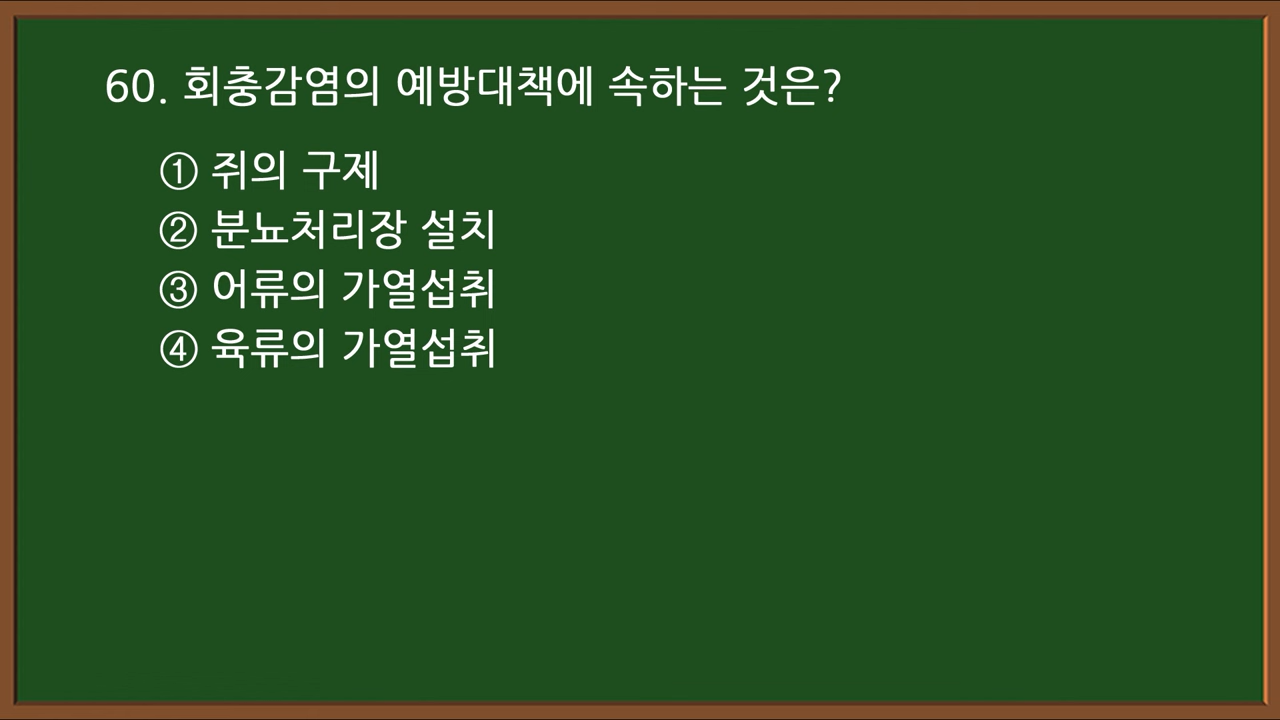 60. 회충감염의 예방대책에 속하는 것은?
① 쥐의 구제
② 분뇨처리장 설치
③ 어류의 가열섭취
④ 육류의 가열섭취